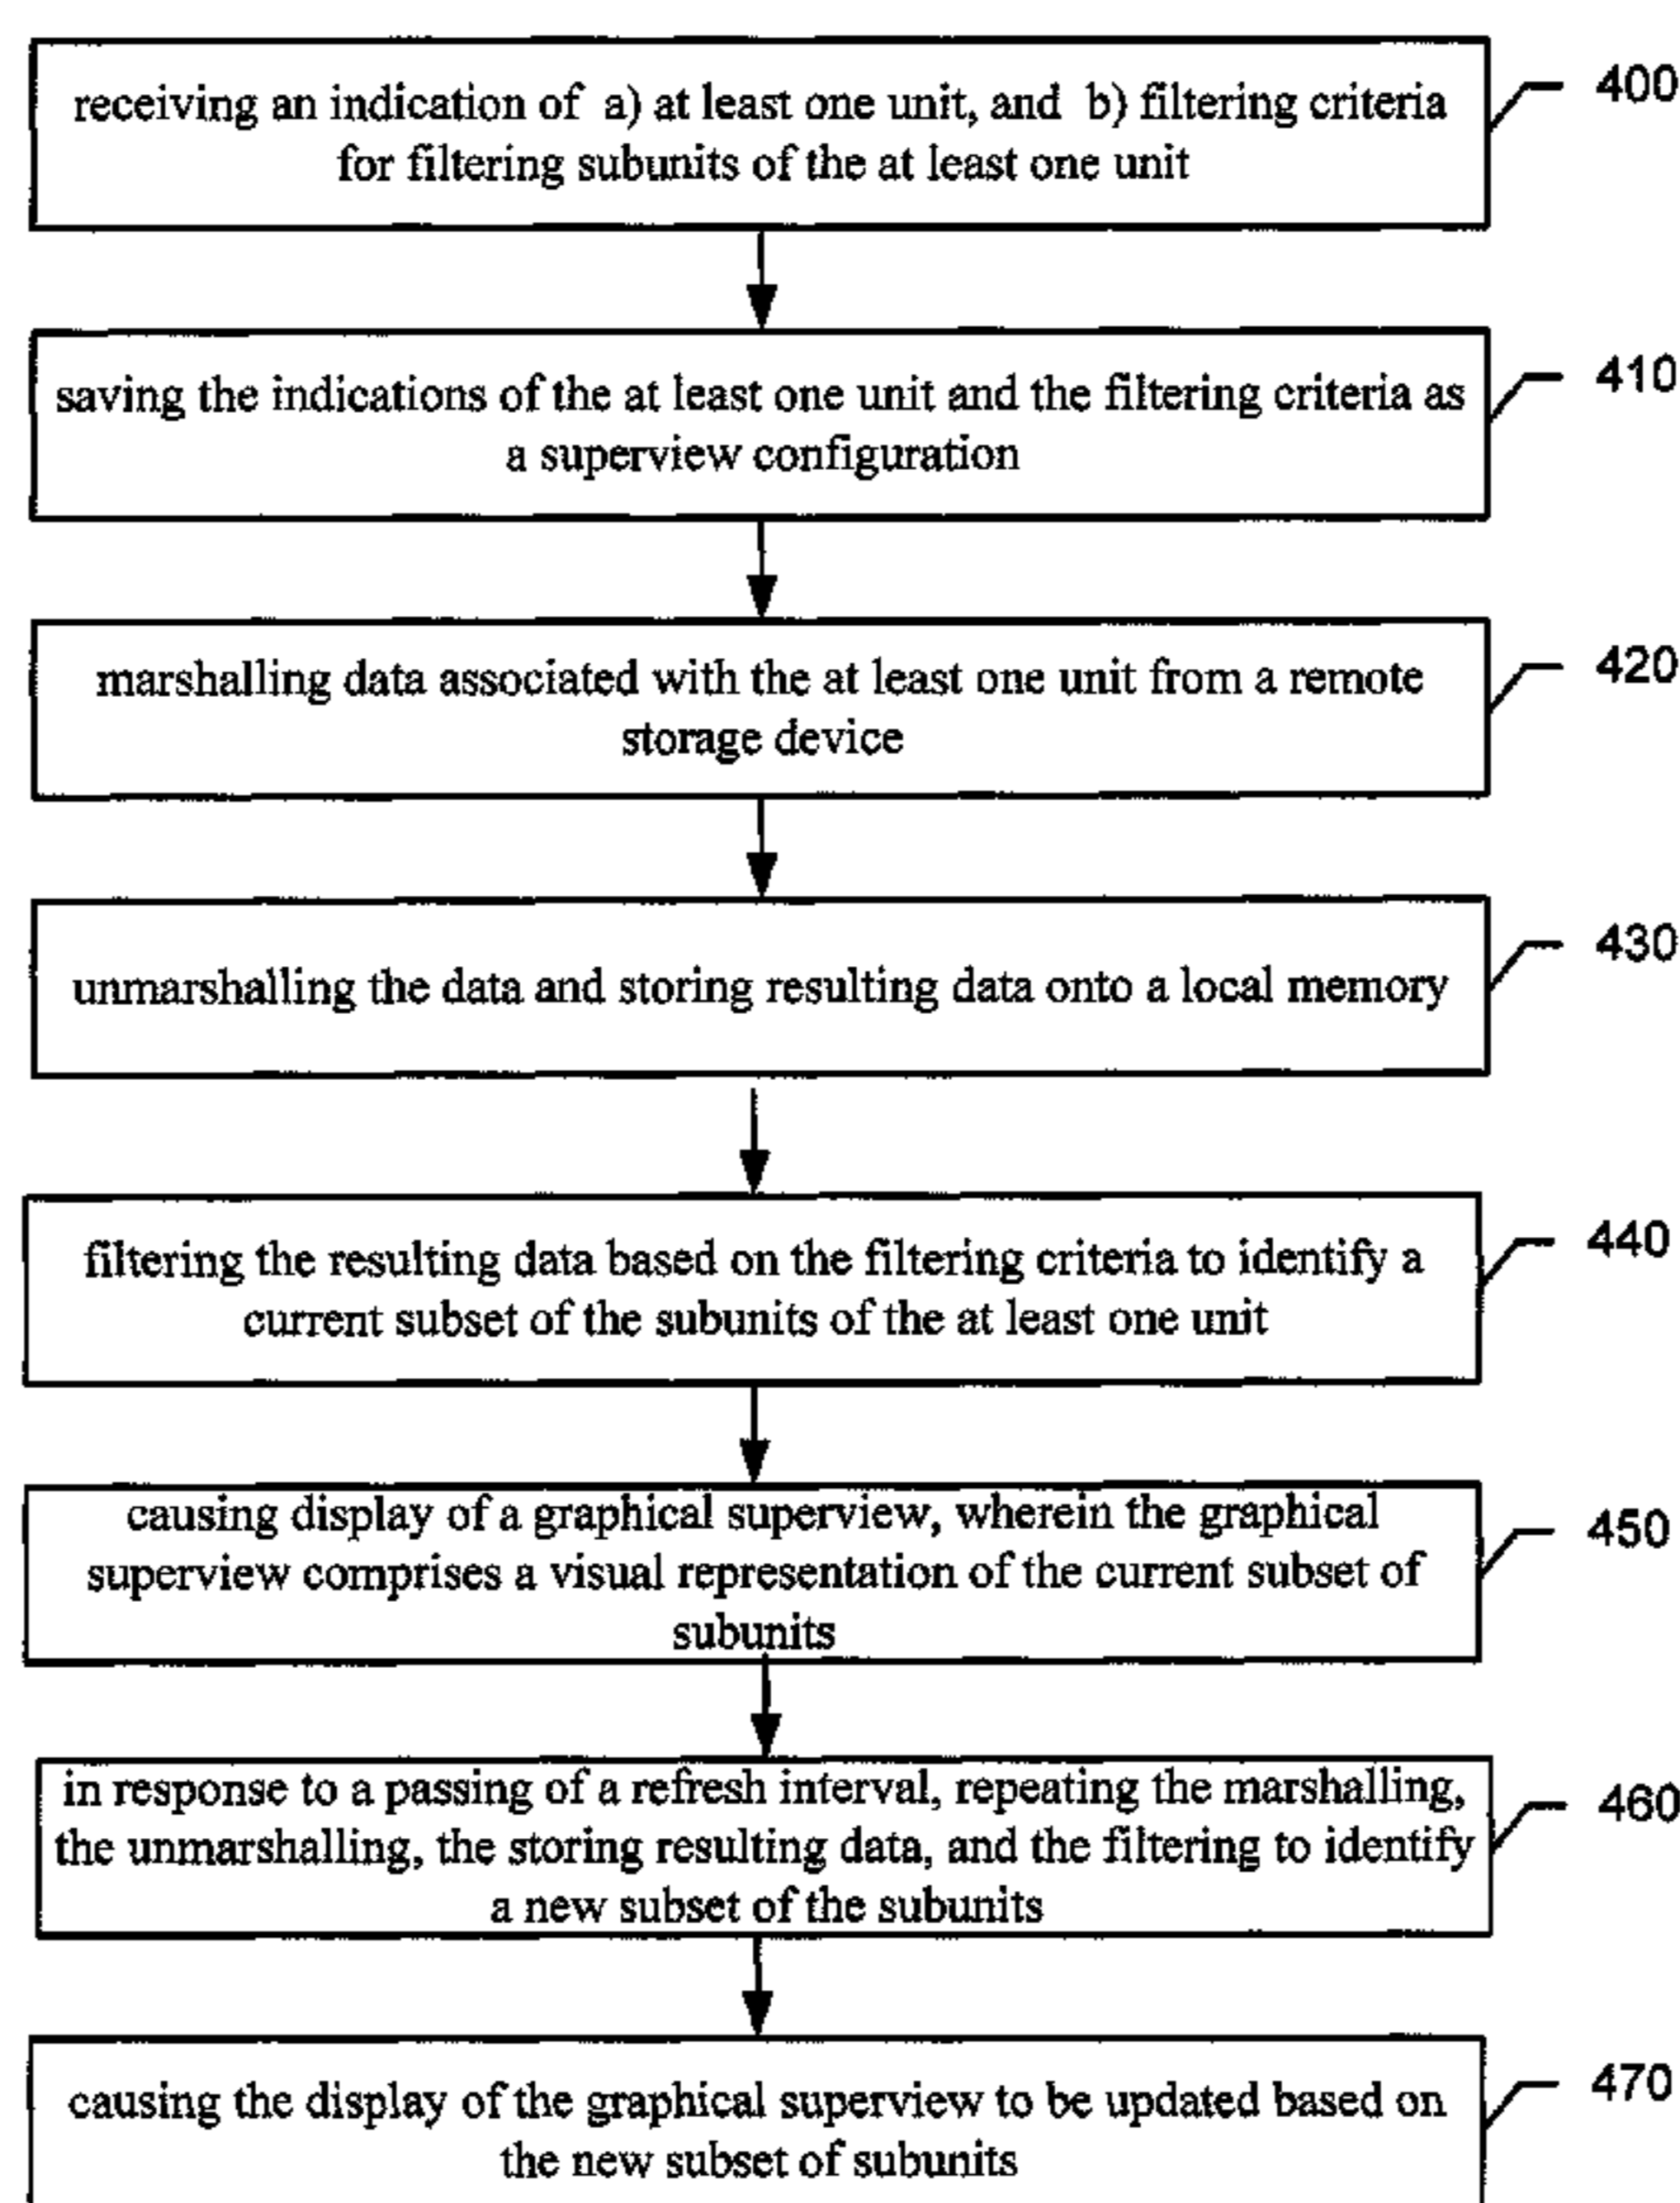 receiving an indication of a) at least one unit, and b) filtering criteria
for filtering subunits of the at least one unit
400
saving the indications of the at least one unit and the filtering criteria as
a superview configuration
410
marshalling data associated with the at least one unit from a remote
storage device
420
unmarshalling the data and storing resulting data onto a local memory
430
filtering the resulting data based on the filtering criteria to identify a
current subset of the subunits of the at least one unit
440
causing display of a graphical superview, wherein the graphical
superview comprises a visual representation of the current subset of
subunits
450
in response to a passing of a refresh interval, repeating the marshalling,
the unmarshalling, the storing resulting data, and the filtering to identify
a new subset of the subunits
460
causing the display of the graphical superview to be updated based on
the new subset of subunits
470